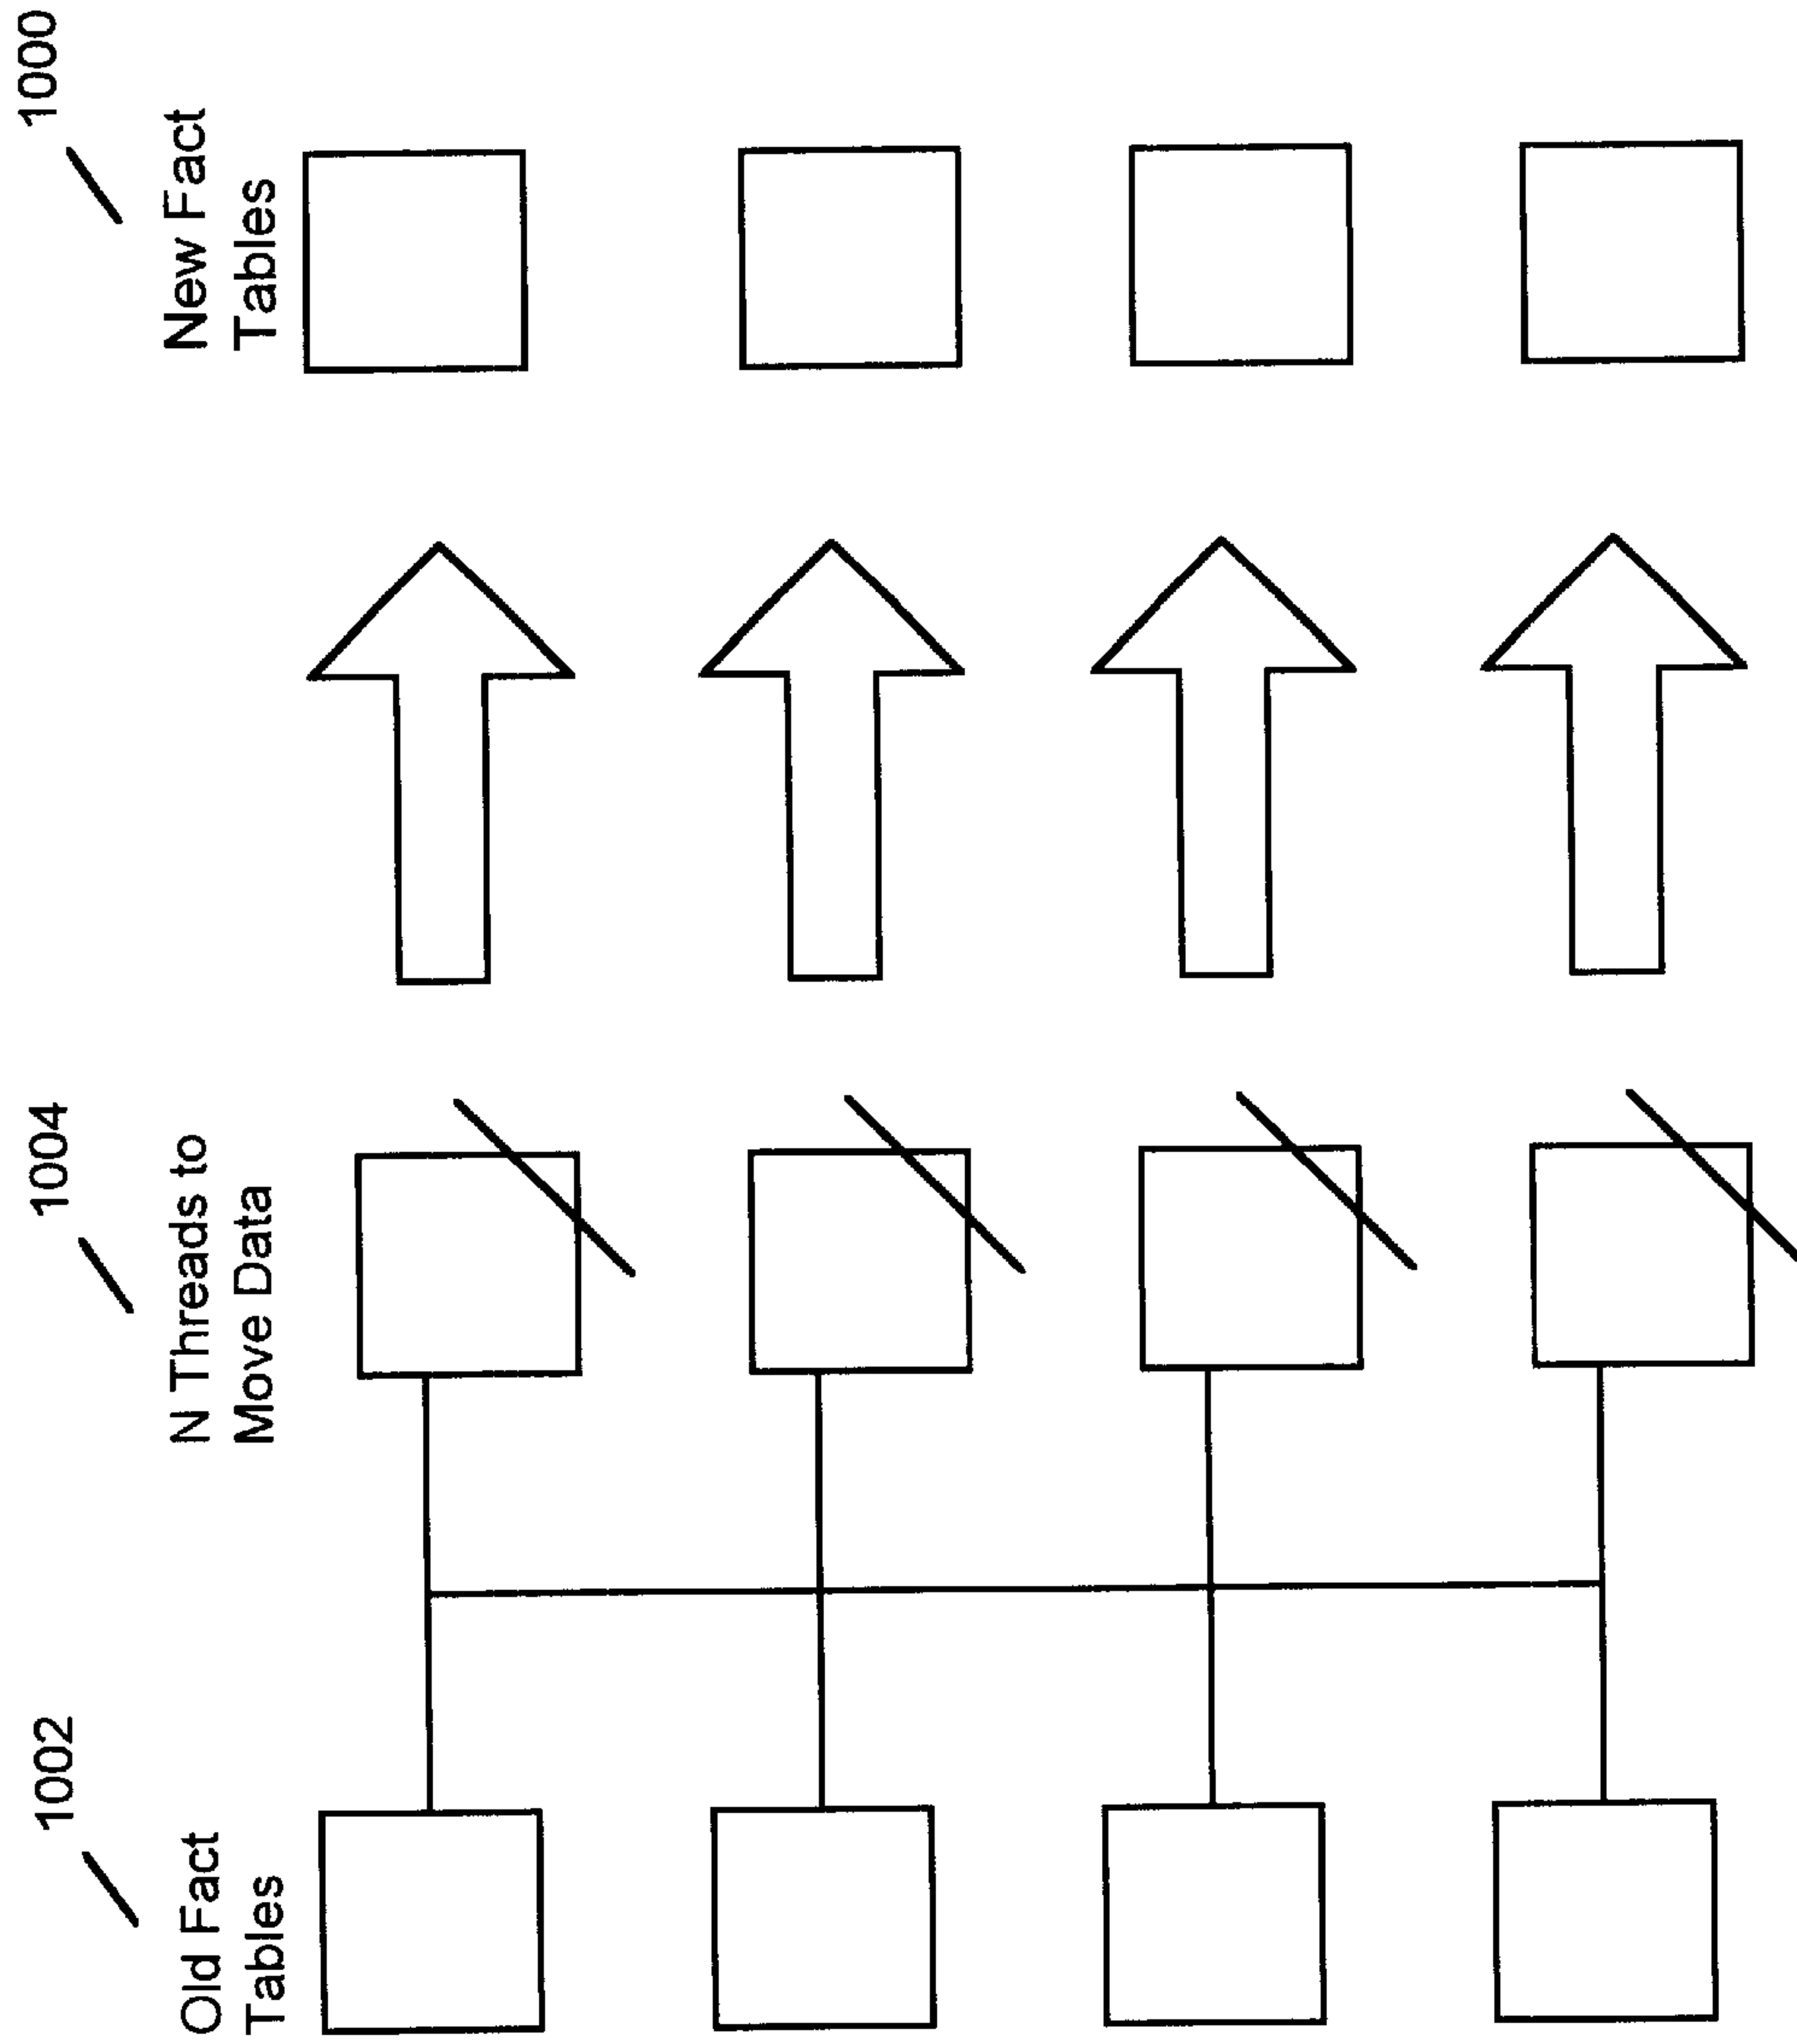 1002
Old Fact
Tables
1004
N Threads to
Move Data
1000
New Fact
Tables